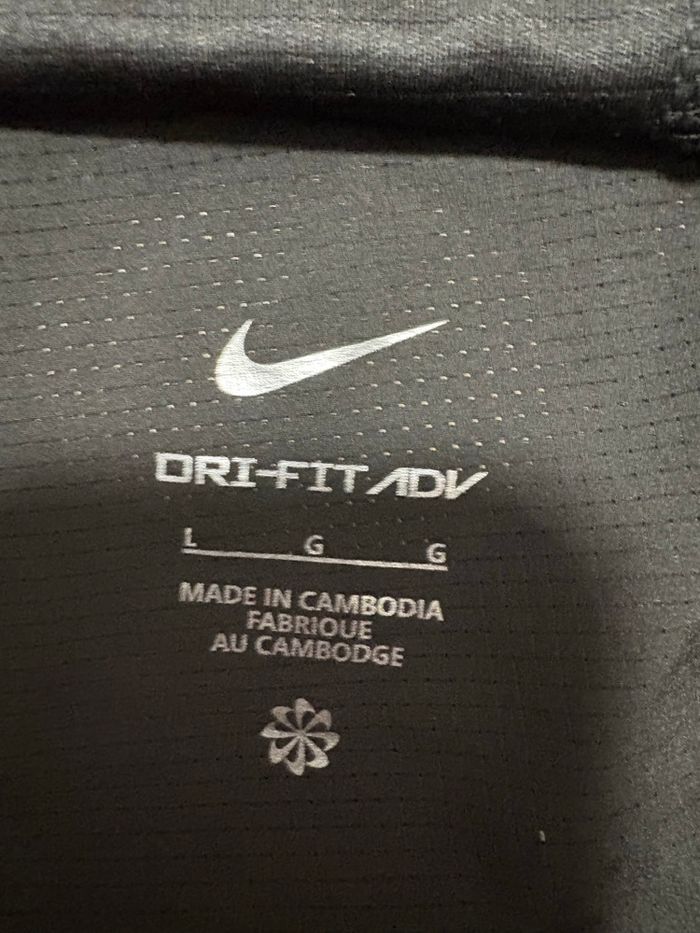 DRI-FIT ADV
L G G
MADE IN CAMBODIA
FABRIQUE
AU CAMBODGE